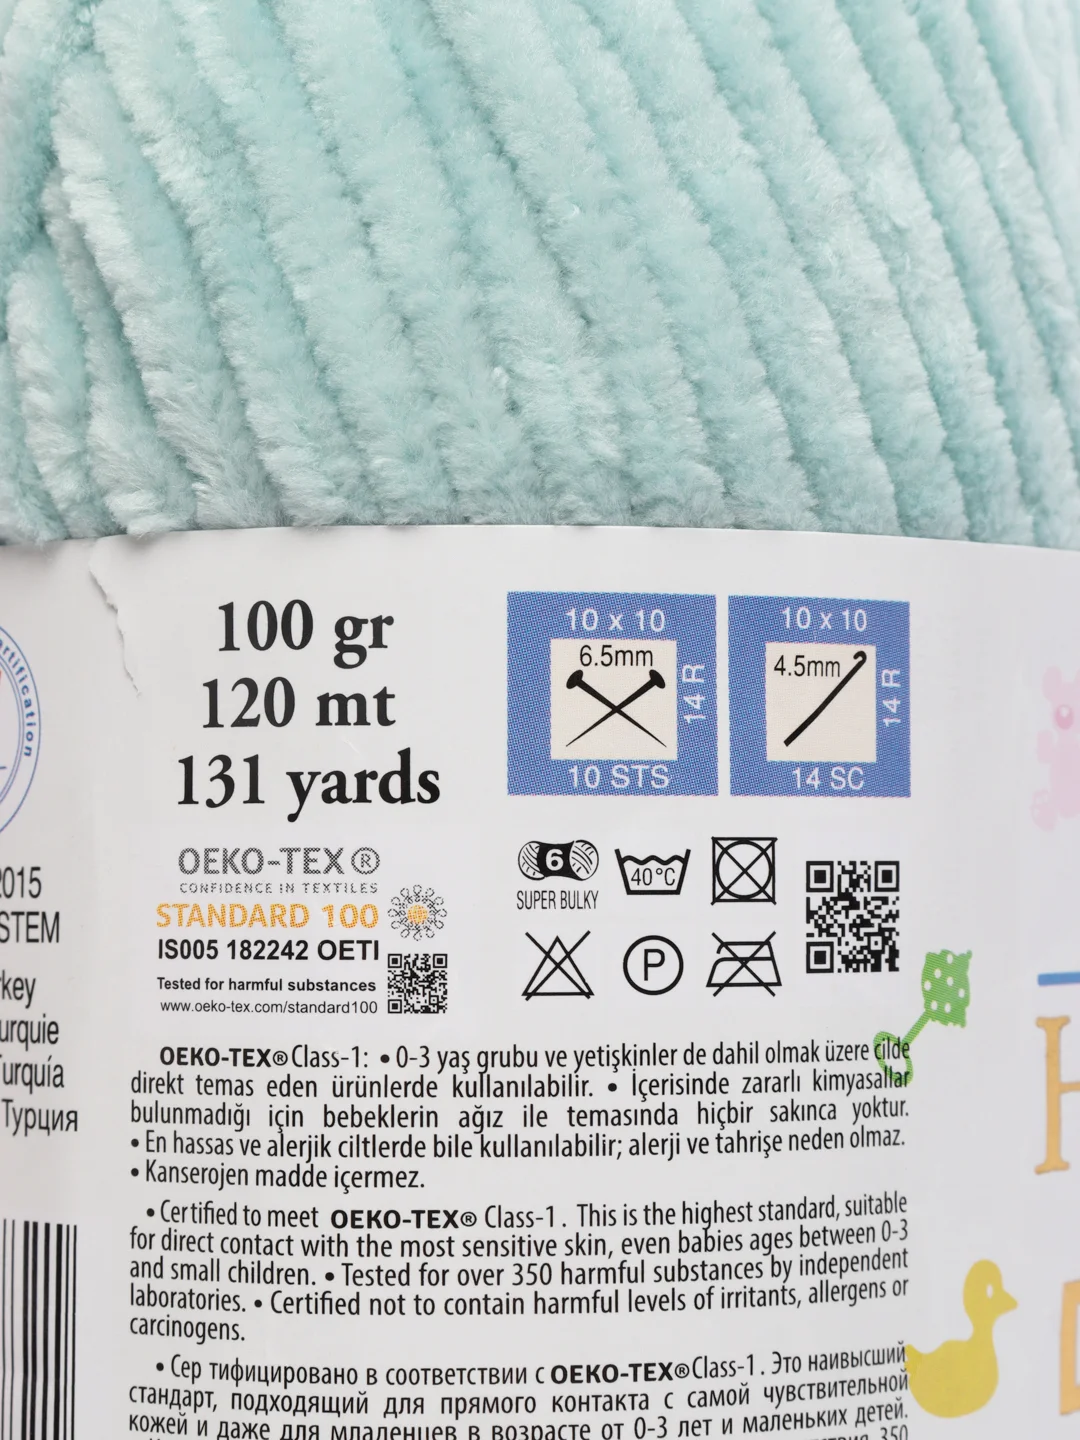 100 gr
120 mt
131 yards
10 x 10
6.5mm
14 R
10 STS
10 x 10
4.5mm
14 R
14 SC
OEKO-TEX®
CONFIDENCE IN TEXTILES
STANDARD 100
IS005 182242 OETI
Tested for harmful substances
www.oeko-tex.com/standard100
6
SUPER BULKY
40°C
P
OEKO-TEX® Class-1: • 0-3 yaş grubu ve yetişkinler de dahil olmak üzere cilde
direkt temas eden ürünlerde kullanılabilir. • İçerisinde zararlı kimyasallar
bulunmadığı için bebeklerin ağız ile temasında hiçbir sakınca yoktur.
• En hassas ve alerjik ciltlerde bile kullanılabilir; alerji ve tahrişe neden olmaz.
• Kanserojen madde içermez.
• Certified to meet OEKO-TEX® Class-1. This is the highest standard, suitable
for direct contact with the most sensitive skin, even babies ages between 0-3
and small children. • Tested for over 350 harmful substances by independent
laboratories. • Certified not to contain harmful levels of irritants, allergens or
carcinogens.
• Сер тифицировано в соответствии с OEKO-TEX® Class-1. Это наивысший
стандарт, подходящий для прямого контакта с самой чувствительной
кожей и даже для младенцев в возрасте от 0-3 лет и маленьких детей.
350
rtification
2015
STEM
key
urquie
urquía
Турция
H